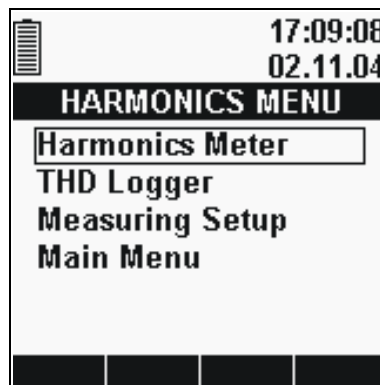 17:09:08
02.11.04
HARMONICS MENU
Harmonics Meter
THD Logger
Measuring Setup
Main Menu